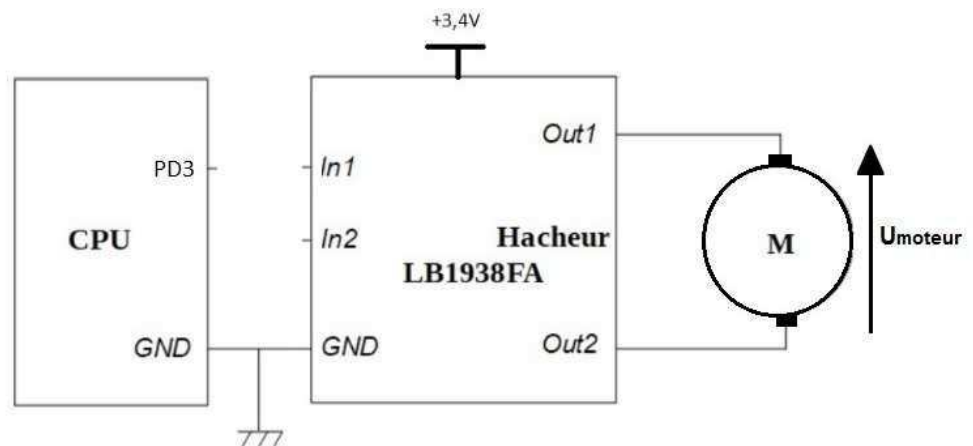 +3,4V
Out1
PD3
In1
CPU
In2
Hacheur
LB1938FA
M
Umoteur
GND
GND
Out2